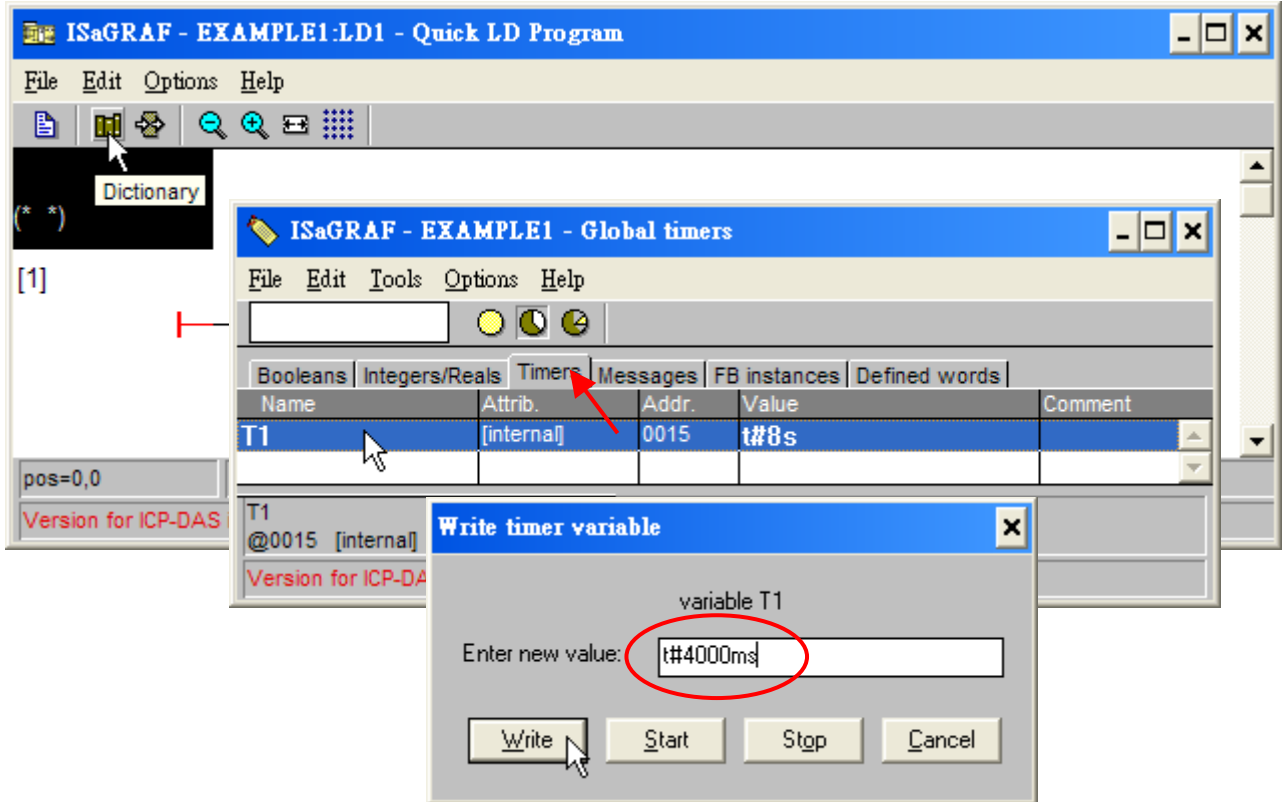 ISaGRAF - EXAMPLE1:LD1 - Quick LD Program
File Edit Options Help
Dictionary
(* *)
[1]
ISaGRAF - EXAMPLE1 - Global timers
File Edit Tools Options Help
Booleans Integers/Reals Timers Messages FB instances Defined words
Name Attrib. Addr. Value Comment
T1 [internal] 0015 t#8s
pos=0,0
Version for ICP-DAS
T1
@0015 [internal]
Version for ICP-DA
Write timer variable
variable T1
Enter new value: t#4000ms
Write Start Stop Cancel